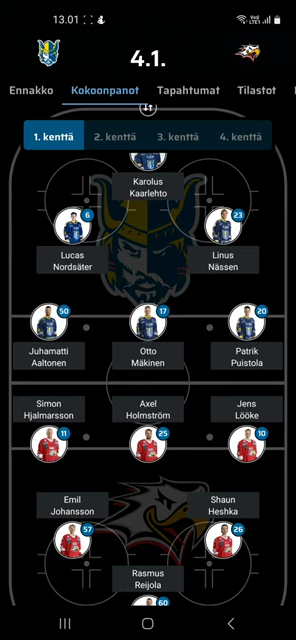 13.01
Vo)) LTE1
4.1.
Ennakko Kokoonpanot Tapahtumat Tilastot
1. kenttä 2. kenttä 3. kenttä 4. kenttä
Karolus
Kaarlehto
6
23
Lucas
Nordsäter
Linus
Nässen
50
17
20
Juhamatti
Aaltonen
Otto
Mäkinen
Patrik
Puistola
Simon
Hjalmarsson
Axel
Holmström
Jens
Lööke
11
25
10
Emil
Johansson
Shaun
Heshka
57
26
Rasmus
Reijola
60